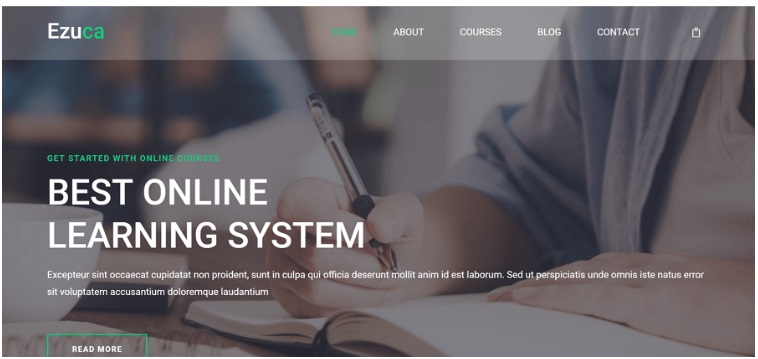 Ezuca
HOME ABOUT COURSES BLOG CONTACT
GET STARTED WITH ONLINE COURSES
BEST ONLINE
LEARNING SYSTEM
Excepteur sint occaecat cupidatat non proident, sunt in culpa qui officia deserunt mollit anim id est laborum. Sed ut perspiciatis unde omnis iste natus error
sit voluptatem accusantium doloremque laudantium
READ MORE